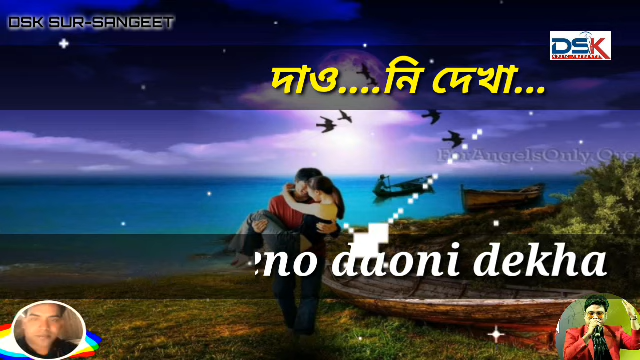 DSK SUR-SANGEET
DSK
দাও....নি দেখা...
ForAngelsOnly.Org
eno daoni dekha